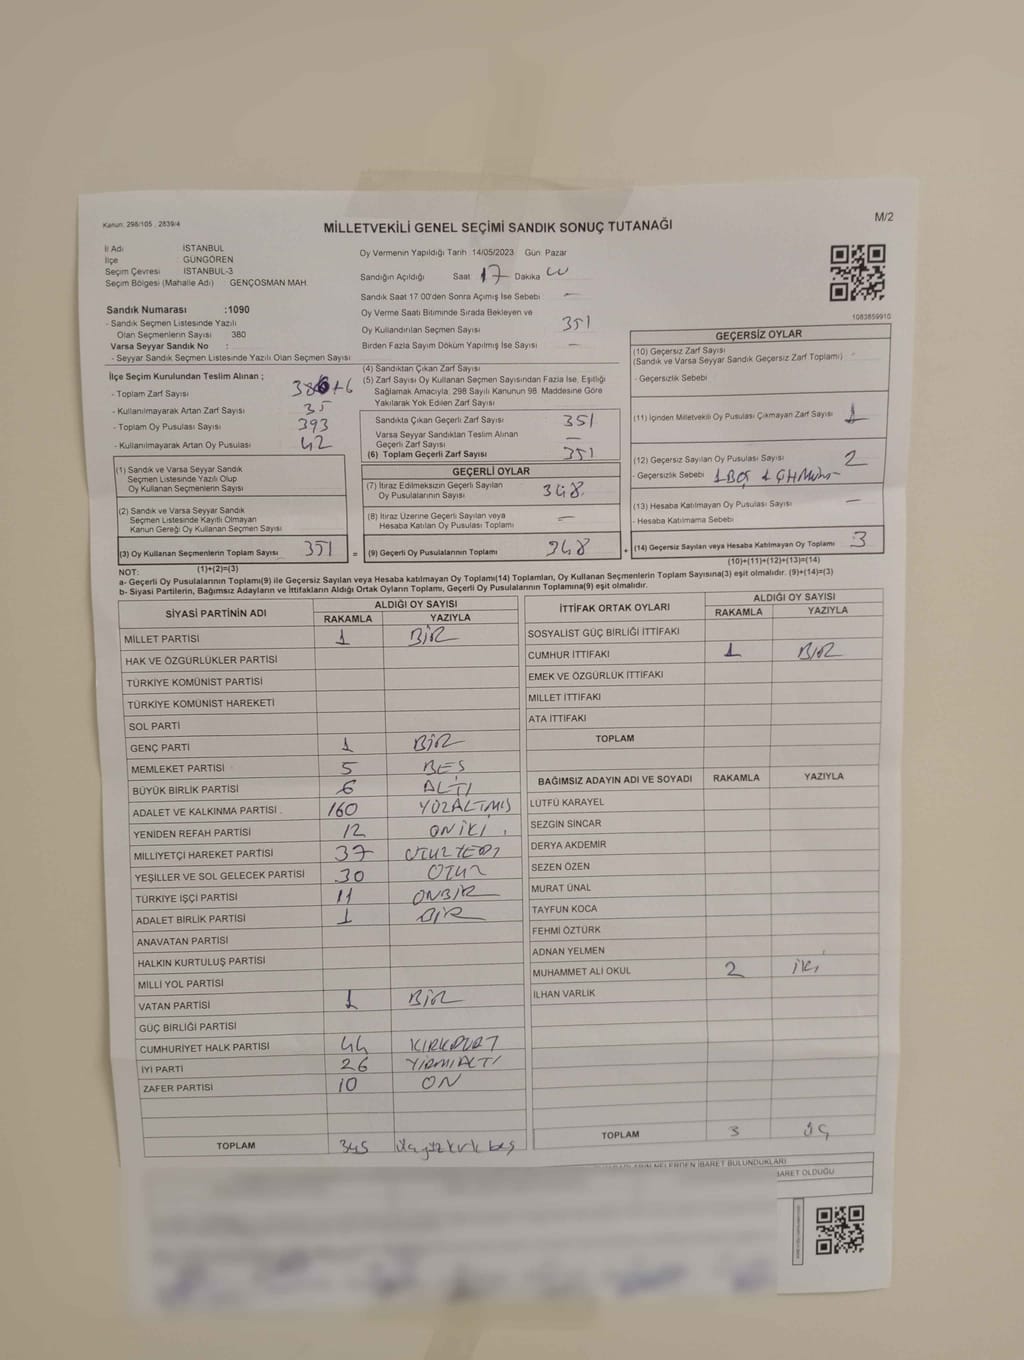 Kanun: 298/105 , 2839/4
M/2
MİLLETVEKİLİ GENEL SEÇİMİ SANDIK SONUÇ TUTANAĞI
İl Adı : İSTANBUL
İlçe : GÜNGÖREN
Seçim Çevresi : İSTANBUL-3
Seçim Bölgesi (Mahalle Adı) : GENÇOSMAN MAH.
Sandık Numarası :1090
- Sandık Seçmen Listesinde Yazılı
Olan Seçmenlerin Sayısı : 380
Varsa Seyyar Sandık No :
- Seyyar Sandık Seçmen Listesinde Yazılı Olan Seçmen Sayısı :
Oy Vermenin Yapıldığı Tarih :14/05/2023 Gün: Pazar
Sandığın Açıldığı Saat 17 Dakika
Sandık Saat 17 00'den Sonra Açımış İse Sebebi : —
Oy Verme Saati Bitiminde Sırada Bekleyen ve
Oy Kullandırılan Seçmen Sayısı : 351
Birden Fazla Sayım Döküm Yapılmış İse Sayısı : —
1083859910
İlçe Seçim Kurulundan Teslim Alınan ;
- Toplam Zarf Sayısı : +6
- Kullanılmayarak Artan Zarf Sayısı : 35
- Toplam Oy Pusulası Sayısı : 393
- Kullanılmayarak Artan Oy Pusulası : 42
(4) Sandıktan Çıkan Zarf Sayısı :
(5) Zarf Sayısı Oy Kullanan Seçmen Sayısından Fazla İse, Eşitliği
Sağlamak Amacıyla; 298 Sayılı Kanunun 98. Maddesine Göre
Yakılarak Yok Edilen Zarf Sayısı :
Sandıkta Çıkan Geçerli Zarf Sayısı : 351
Varsa Seyyar Sandıktan Teslim Alınan
Geçerli Zarf Sayısı : —
(6) Toplam Geçerli Zarf Sayısı : 351
GEÇERSİZ OYLAR
(10) Geçersiz Zarf Sayısı
(Sandık ve Varsa Seyyar Sandık Geçersiz Zarf Toplamı) : —
- Geçersizlik Sebebi :
(11) İçinden Milletvekili Oy Pusulası Çıkmayan Zarf Sayısı : 1
(12) Geçersiz Sayılan Oy Pusulası Sayısı : 2
- Geçersizlik Sebebi : 1 BOŞ 1
(13) Hesaba Katılmayan Oy Pusulası Sayısı : —
- Hesaba Katılmama Sebebi :
(14) Geçersiz Sayılan veya Hesaba Katılmayan Oy Toplamı : 3
(10)+(11)+(12)+(13)=(14)
(1) Sandık ve Varsa Seyyar Sandık
Seçmen Listesinde Yazılı Olup
Oy Kullanan Seçmenlerin Sayısı :
(2) Sandık ve Varsa Seyyar Sandık
Seçmen Listesinde Kayıtlı Olmayan
Kanun Gereği Oy Kullanan Seçmen Sayısı :
(3) Oy Kullanan Seçmenlerin Toplam Sayısı : 351 =
(1)+(2)=(3)
GEÇERLİ OYLAR
(7) İtiraz Edilmeksizin Geçerli Sayılan
Oy Pusulalarının Sayısı : 348
(8) İtiraz Üzerine Geçerli Sayılan veya
Hesaba Katılan Oy Pusulası Toplamı : —
(9) Geçerli Oy Pusulalarının Toplamı : 348 +
NOT:
a- Geçerli Oy Pusulalarının Toplamı(9) ile Geçersiz Sayılan veya Hesaba katılmayan Oy Toplamı(14) Toplamları, Oy Kullanan Seçmenlerin Toplam Sayısına(3) eşit olmalıdır. (9)+(14)=(3)
b- Siyasi Partilerin, Bağımsız Adayların ve İttifakların Aldığı Oyların Toplamı, Geçerli Oy Pusulalarının Toplamına(9) eşit olmalıdır.
SİYASİ PARTİNİN ADI ALDIĞI OY SAYISI
RAKAMLA YAZIYLA
MİLLET PARTİSİ 1 BİR
HAK VE ÖZGÜRLÜKLER PARTİSİ
TÜRKİYE KOMÜNİST PARTİSİ
TÜRKİYE KOMÜNİST HAREKETİ
SOL PARTİ
GENÇ PARTİ 1 BİR
MEMLEKET PARTİSİ 5 BEŞ
BÜYÜK BİRLİK PARTİSİ 6 ALTI
ADALET VE KALKINMA PARTİSİ 160 YÜZALTMIŞ
YENİDEN REFAH PARTİSİ 12 ONİKİ
MİLLİYETÇİ HAREKET PARTİSİ 37 OTUZYEDİ
YEŞİLLER VE SOL GELECEK PARTİSİ 30 OTUZ
TÜRKİYE İŞÇİ PARTİSİ 11 ONBİR
ADALET BİRLİK PARTİSİ 1 BİR
ANAVATAN PARTİSİ
HALKIN KURTULUŞ PARTİSİ
MİLLİ YOL PARTİSİ
VATAN PARTİSİ 1 BİR
GÜÇ BİRLİĞİ PARTİSİ
CUMHURİYET HALK PARTİSİ 44 KIRKDÖRT
İYİ PARTİ 26 YİRMİALTI
ZAFER PARTİSİ 10 ON
TOPLAM 345 üçyüzkırk beş
İTTİFAK ORTAK OYLARI ALDIĞI OY SAYISI
RAKAMLA YAZIYLA
SOSYALİST GÜÇ BİRLİĞİ İTTİFAKI
CUMHUR İTTİFAKI 1 BİR
EMEK VE ÖZGÜRLÜK İTTİFAKI
MİLLET İTTİFAKI
ATA İTTİFAKI
TOPLAM
BAĞIMSIZ ADAYIN ADI VE SOYADI RAKAMLA YAZIYLA
LÜTFÜ KARAYEL
SEZGİN SİNCAR
DERYA AKDEMİR
SEZEN ÖZEN
MURAT ÜNAL
TAYFUN KOCA
FEHMİ ÖZTÜRK
ADNAN YELMEN
MUHAMMET ALİ OKUL 2 İKİ
İLHAN VARLIK
TOPLAM 3 ÜÇ
NELERDEN İBARET BULUNDUKLARI
İBARET OLDUĞU